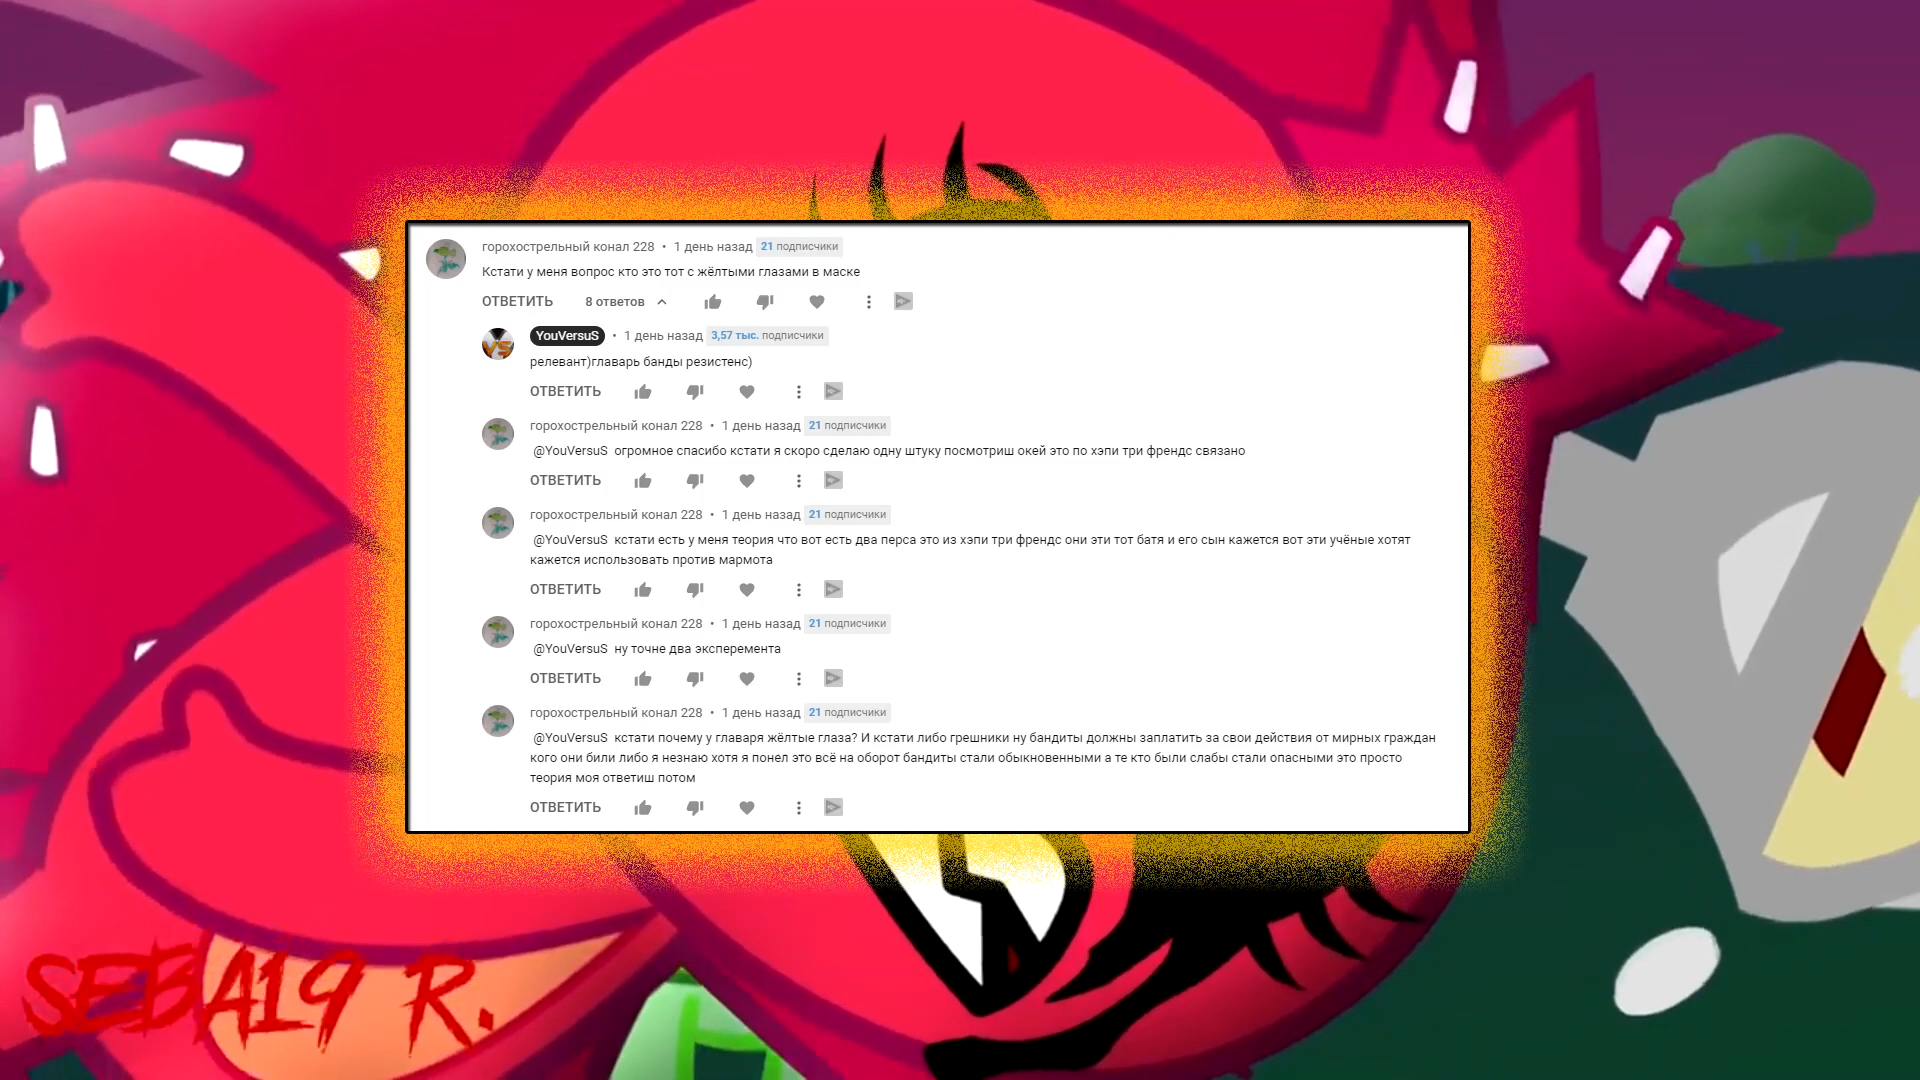 горохострельный конал 228 • 1 день назад 21 подписчики
Кстати у меня вопрос кто это тот с жёлтыми глазами в маске
ОТВЕТИТЬ 8 ответов
YouVersuS • 1 день назад 3,57 тыс. подписчики
релевант)главарь банды резистенс)
ОТВЕТИТЬ
горохострельный конал 228 • 1 день назад 21 подписчики
@YouVersuS огромное спасибо кстати я скоро сделаю одну штуку посмотриш окей это по хэпи три френдс связано
ОТВЕТИТЬ
горохострельный конал 228 • 1 день назад 21 подписчики
@YouVersuS кстати есть у меня теория что вот есть два перса это из хэпи три френдс они эти тот батя и его сын кажется вот эти учёные хотят
кажется использовать против мармота
ОТВЕТИТЬ
горохострельный конал 228 • 1 день назад 21 подписчики
@YouVersuS ну точне два эксперемента
ОТВЕТИТЬ
горохострельный конал 228 • 1 день назад 21 подписчики
@YouVersuS кстати почему у главаря жёлтые глаза? И кстати либо грешники ну бандиты должны заплатить за свои действия от мирных граждан
кого они били либо я незнаю хотя я понел это всё на оборот бандиты стали обыкновенными а те кто были слабы стали опасными это просто
теория моя ответиш потом
ОТВЕТИТЬ
SEBA19 R.